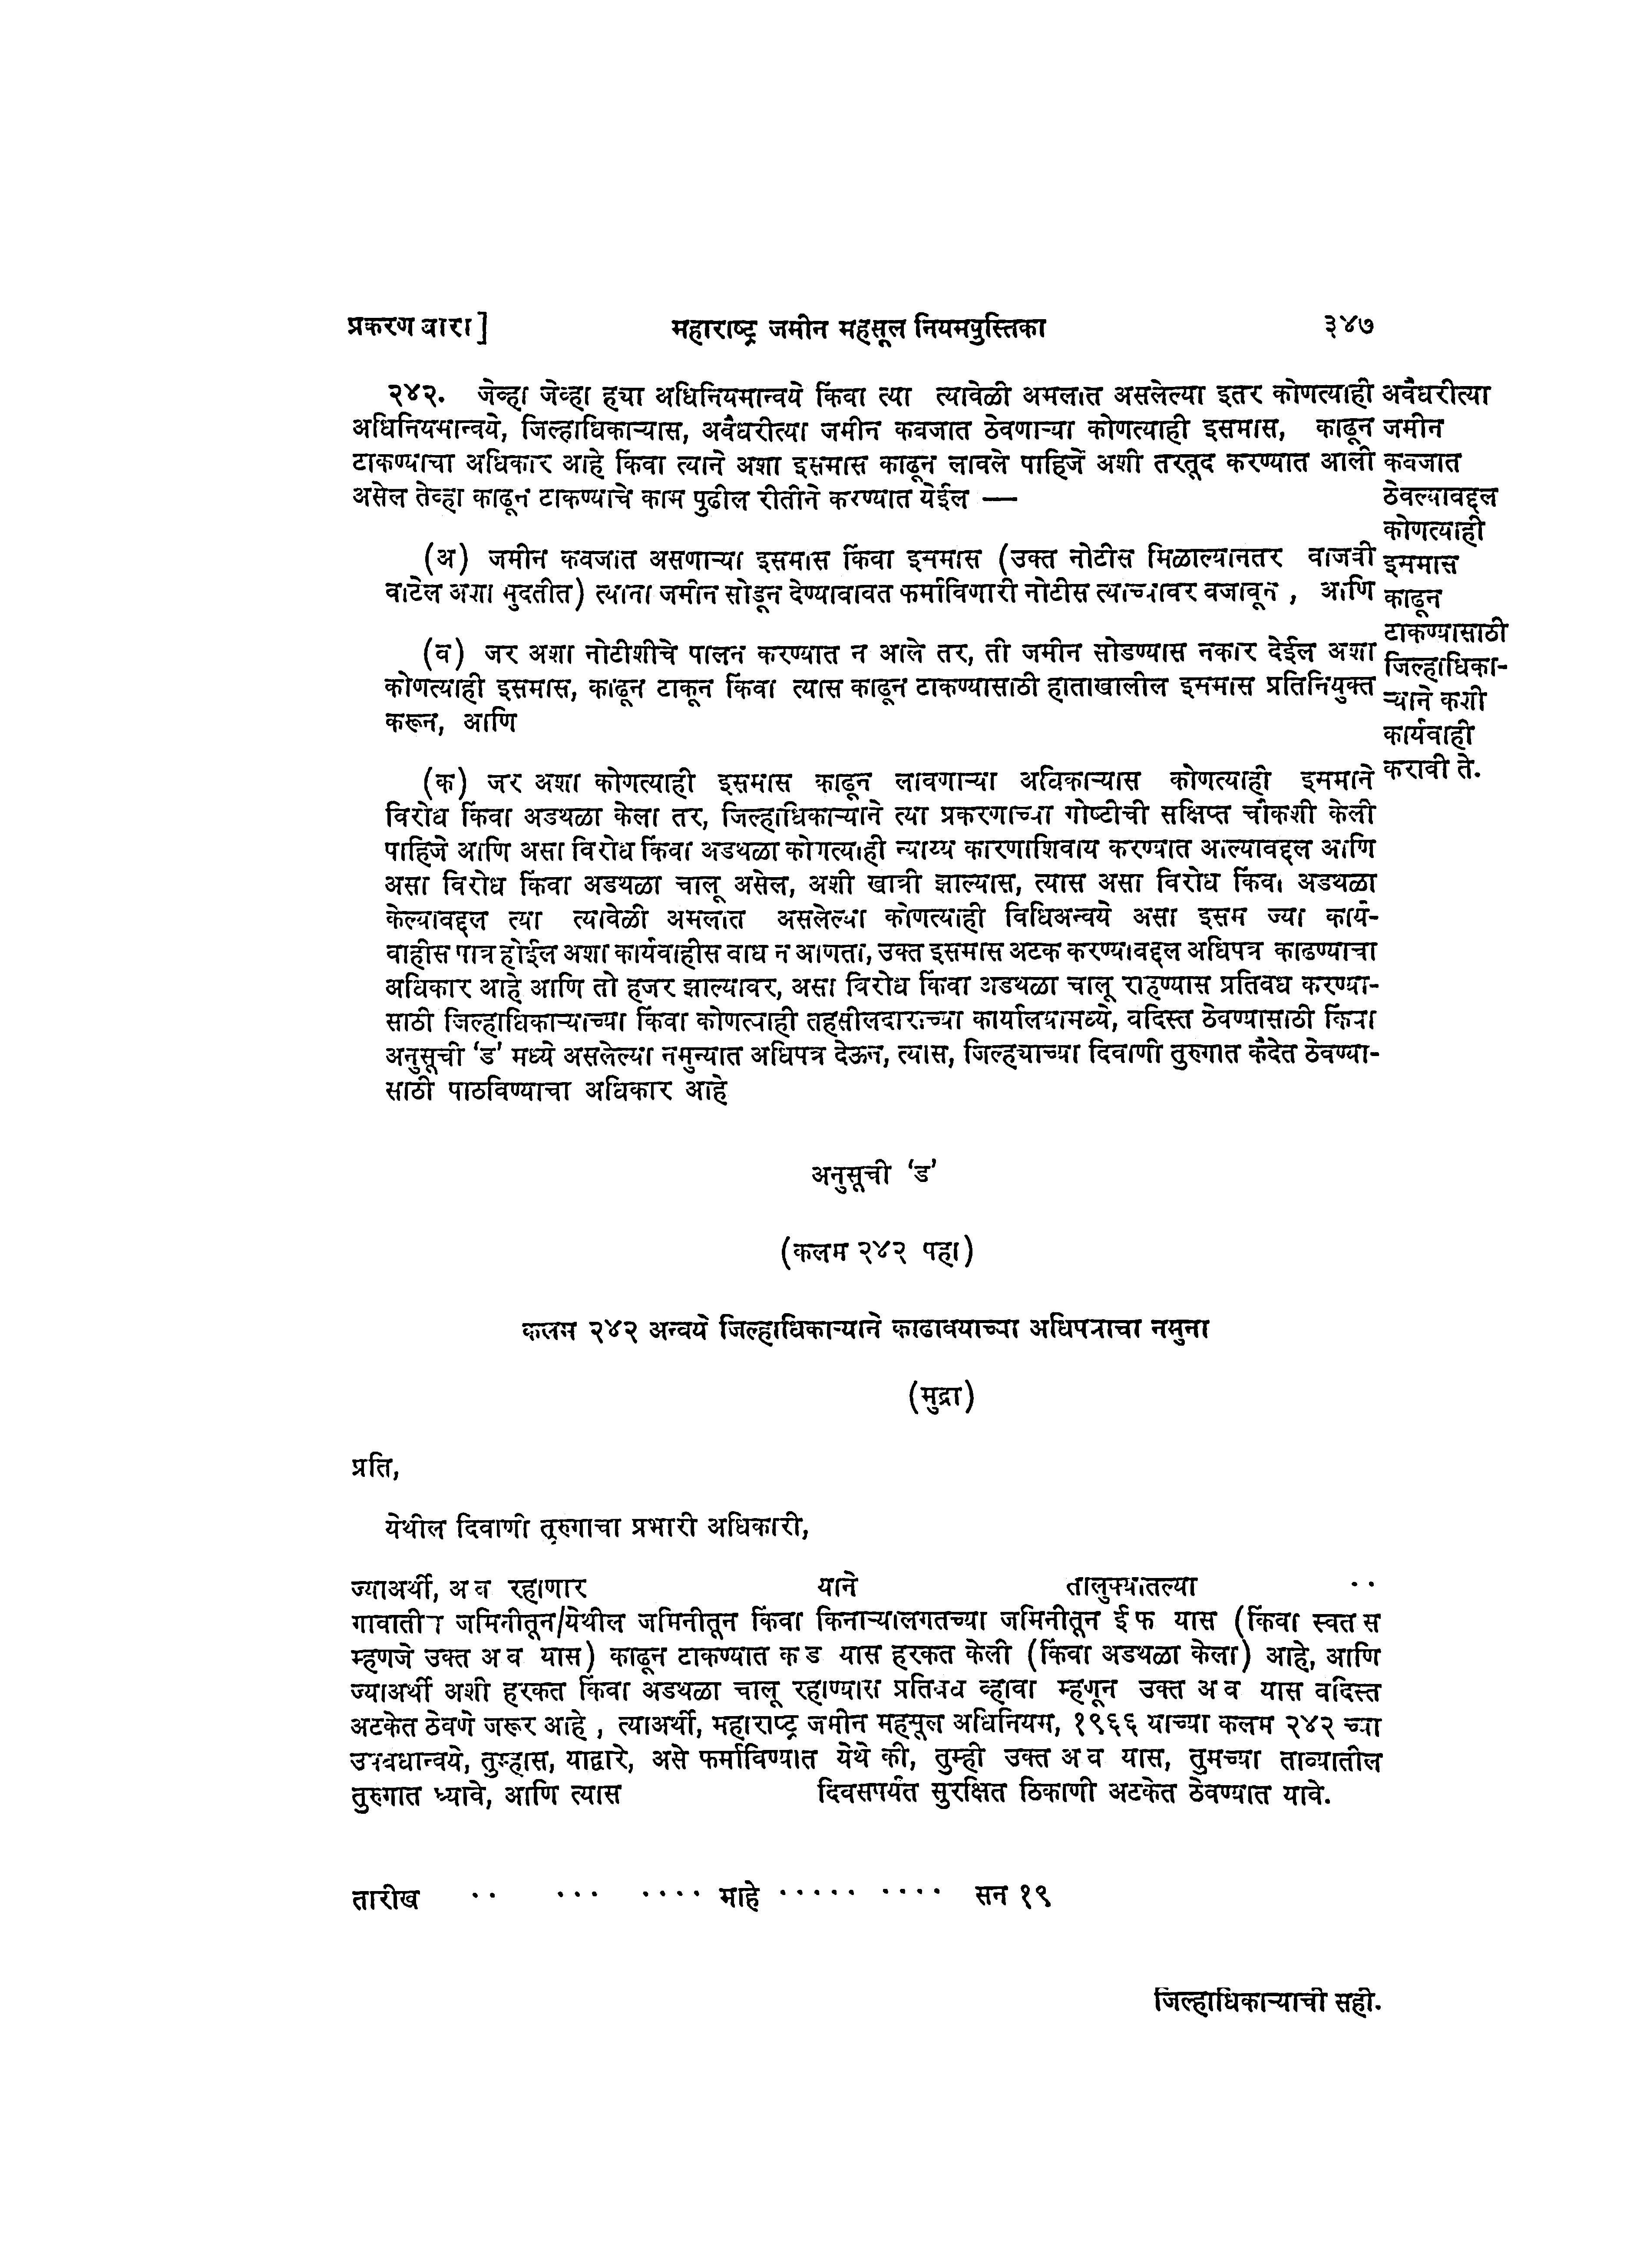 प्रकरण बारा]
महाराष्ट्र जमीन महसूल नियमपुस्तिका
३४७
२४२. जेव्हा जेव्हा ह्या अधिनियमान्वये किंवा त्या त्यावेळी अमलात असलेल्या इतर कोणत्याही
अधिनियमान्वये, जिल्हाधिकाऱ्यास, अवैधरीत्या जमीन कबजात ठेवणाऱ्या कोणत्याही इसमास, काढून
टाकण्याचा अधिकार आहे किंवा त्याने अशा इसमास काढून लावले पाहिजें अशी तरतूद करण्यात आली
असेल तेव्हा काढून टाकण्याचे काम पुढील रीतीने करण्यात येईल —
अवैधरीत्या
जमीन
कबजात
ठेवल्याबद्दल
कोणत्याही
इसमास
काढून
टाकण्यासाठी
जिल्हाधिका-
ऱ्याने कशी
कार्यवाही
करावी ते.
(अ) जमीन कबजात असणाऱ्या इसमास किंवा इसमास (उक्त नोटीस मिळाल्यानतर वाजवी
वाटेल अशा मुदतीत) त्याना जमीन सोडून देण्याबाबत फर्माविणारी नोटीस त्याच्यावर बजावून , आणि
(ब) जर अशा नोटीशीचे पालन करण्यात न आले तर, ती जमीन सोडण्यास नकार देईल अशा
कोणत्याही इसमास, काढून टाकून किंवा त्यास काढून टाकण्यासाठी हाताखालील इसमास प्रतिनियुक्त
करून, आणि
(क) जर अशा कोणत्याही इसमास काढून लावणाऱ्या अधिकाऱ्यास कोणत्याही इसमाने
विरोध किंवा अडथळा केला तर, जिल्हाधिकाऱ्याने त्या प्रकरणाच्या गोष्टीची सक्षिप्त चौकशी केली
पाहिजे आणि असा विरोध किंवा अडथळा कोणत्याही न्याय्य कारणाशिवाय करण्यात आल्याबद्दल आणि
असा विरोध किंवा अडथळा चालू असेल, अशी खात्री झाल्यास, त्यास असा विरोध किंवा अडथळा
केल्याबद्दल त्या त्यावेळी अमलात असलेल्या कोणत्याही विधिअन्वये असा इसम ज्या कार्य-
वाहीस पात्र होईल अशा कार्यवाहीस बाध न आणता, उक्त इसमास अटक करण्याबद्दल अधिपत्र काढण्याचा
अधिकार आहे आणि तो हजर झाल्यावर, असा विरोध किंवा अडथळा चालू राहण्यास प्रतिबध करण्या-
साठी जिल्हाधिकाऱ्याच्या किंवा कोणत्याही तहसीलदाराच्या कार्यालयामध्ये, बदिस्त ठेवण्यासाठी किंवा
अनुसूची ‘ड’ मध्ये असलेल्या नमुन्यात अधिपत्र देऊन, त्यास, जिल्ह्याच्या दिवाणी तुरुगात कैदेत ठेवण्या-
साठी पाठविण्याचा अधिकार आहे
अनुसूची ‘ड’
(कलम २४२ पहा)
कलम २४२ अन्वये जिल्हाधिकाऱ्याने काढावयाच्या अधिपत्राचा नमुना
(मुद्रा)
प्रति,
येथील दिवाणी तुरुगाचा प्रभारी अधिकारी,
ज्याअर्थी, अ ब रहाणार याने तालुक्यातल्या ..
गावातील जमिनीतून/येथील जमिनीतून किंवा किनाऱ्यालगतच्या जमिनीतून ई फ यास (किंवा स्वत स
म्हणजे उक्त अ ब यास) काढून टाकण्यात क ड यास हरकत केली (किंवा अडथळा केला) आहे, आणि
ज्याअर्थी अशी हरकत किंवा अडथळा चालू रहाण्यास प्रतिबध व्हावा म्हणून उक्त अ ब यास बदिस्त
अटकेत ठेवणे जरूर आहे , त्याअर्थी, महाराष्ट्र जमीन महसूल अधिनियम, १९६६ याच्या कलम २४२ च्या
उपबधान्वये, तुम्हास, याद्वारे, असे फर्माविण्यात येथे की, तुम्ही उक्त अ ब यास, तुमच्या ताब्यातील
तुरुगात ध्यावे, आणि त्यास दिवसपर्यंत सुरक्षित ठिकाणी अटकेत ठेवण्यात यावे.
तारीख .. ... .... माहे ..... .... सन १९
जिल्हाधिकाऱ्याची सही.